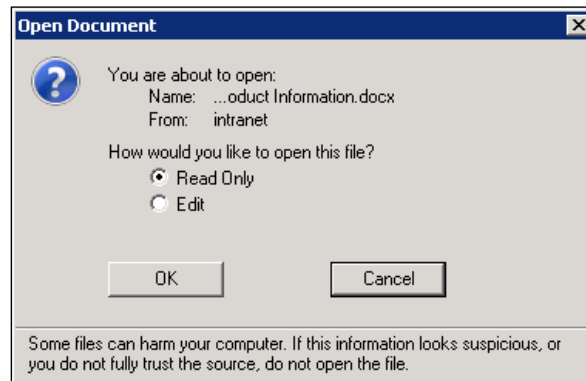 Open Document
You are about to open:
Name: ...oduct Information.docx
From: intranet
How would you like to open this file?
Read Only
Edit
OK Cancel
Some files can harm your computer. If this information looks suspicious, or
you do not fully trust the source, do not open the file.